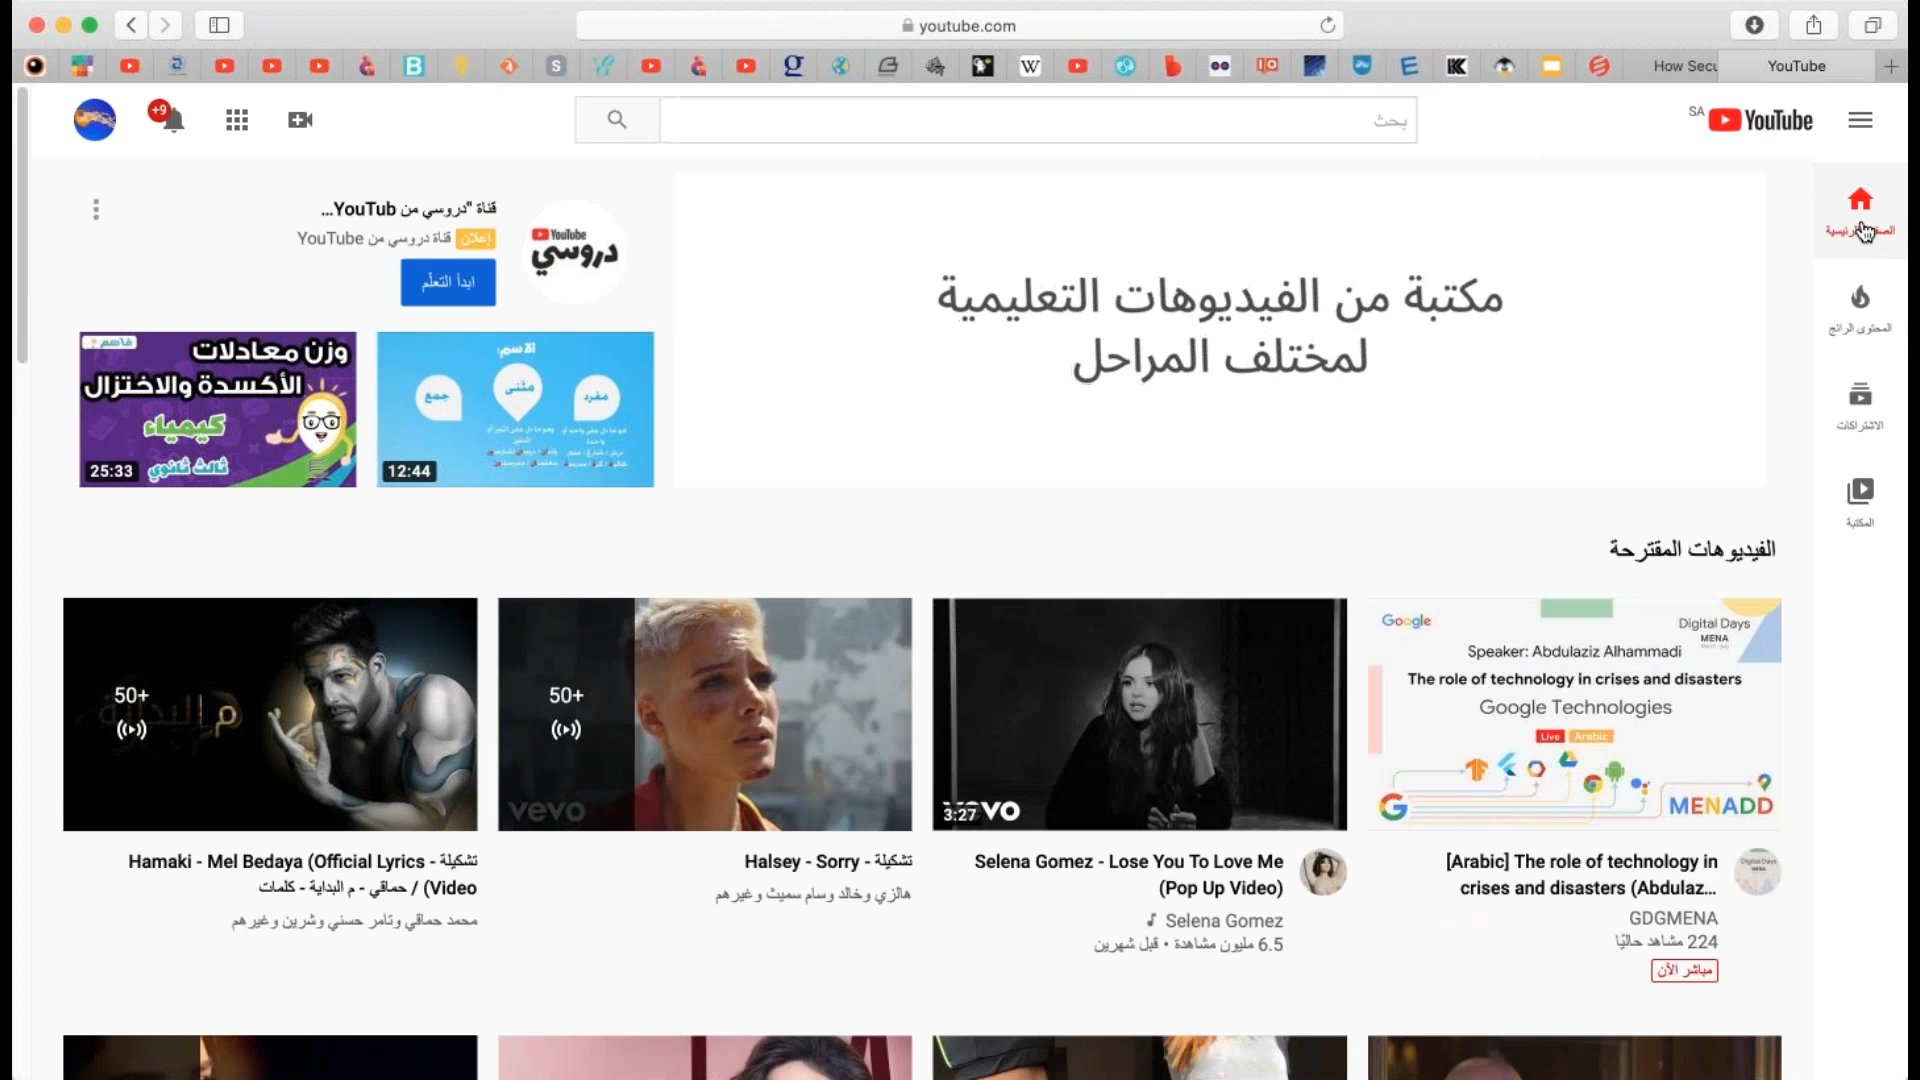 youtube.com
How Secu
YouTube
+9
بحث
SA
YouTube
قناة "دروسي من YouTub...
إعلان قناة دروسي من YouTube
ابدأ التعلّم
YouTube
دروسي
مكتبة من الفيديوهات التعليمية
لمختلف المراحل
الصفحة الرئيسية
المحتوى الرائج
الاشتراكات
المكتبة
الاسم:
مفرد
مثنى
جمع
12:44
وزن معادلات
الأكسدة والاختزال
كيمياء
ثالث ثانوي
25:33
الفيديوهات المقترحة
Google
Digital Days
MENA
Speaker: Abdulaziz Alhammadi
The role of technology in crises and disasters
Google Technologies
Live Arabic
MENADD
[Arabic] The role of technology in
crises and disasters (Abdulaz...
GDGMENA
224 مشاهد حاليًا
مباشر الآن
3:27
Selena Gomez - Lose You To Love Me
(Pop Up Video)
Selena Gomez
6.5 مليون مشاهدة • قبل شهرين
50+
vevo
تشكيلة - Halsey - Sorry
هالزي وخالد وسام سميث وغيرهم
50+
م البداية
تشكيلة - Hamaki - Mel Bedaya (Official Lyrics
Video) / حماقي - م البداية - كلمات
محمد حماقي وتامر حسني وشرين وغيرهم